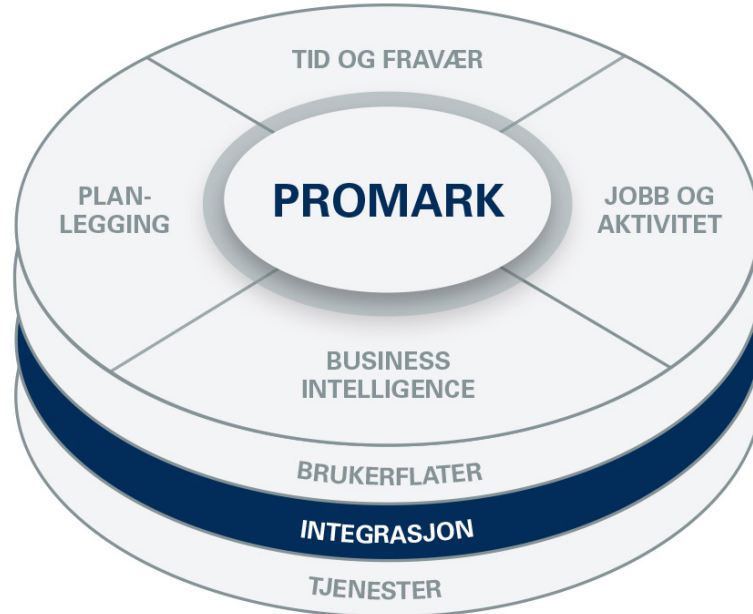 TID OG FRAVÆR
PLAN-
LEGGING
PROMARK
JOBB OG
AKTIVITET
BUSINESS
INTELLIGENCE
BRUKERFLATER
INTEGRASJON
TJENESTER